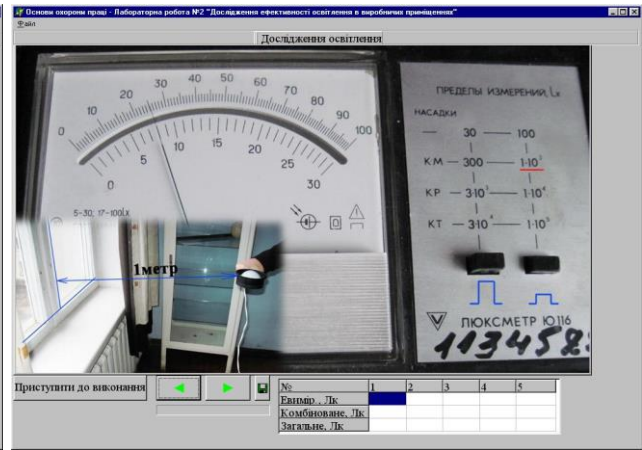 Основи охорони праці - Лабораторна робота №2 "Дослідження ефективності освітлення в виробничих приміщеннях"
Файл
Дослідження освітлення
0 10 20 30 40 50 60 70 80 90 100
0 5 10 15 20 25 30
5-30; 17-100Lx
ПРЕДЕЛЫ ИЗМЕРЕНИЙ, Lx
НАСАДКИ
— 30 — 100
КМ — 300 — 1·10³
КР — 3·10³ — 1·10⁴
КТ — 3·10⁴ — 1·10⁵
ЛЮКСМЕТР Ю116
1метр
Приступити до виконання
№ 1 2 3 4 5
Евимір., Лк
Комбіноване, Лк
Загальне, Лк